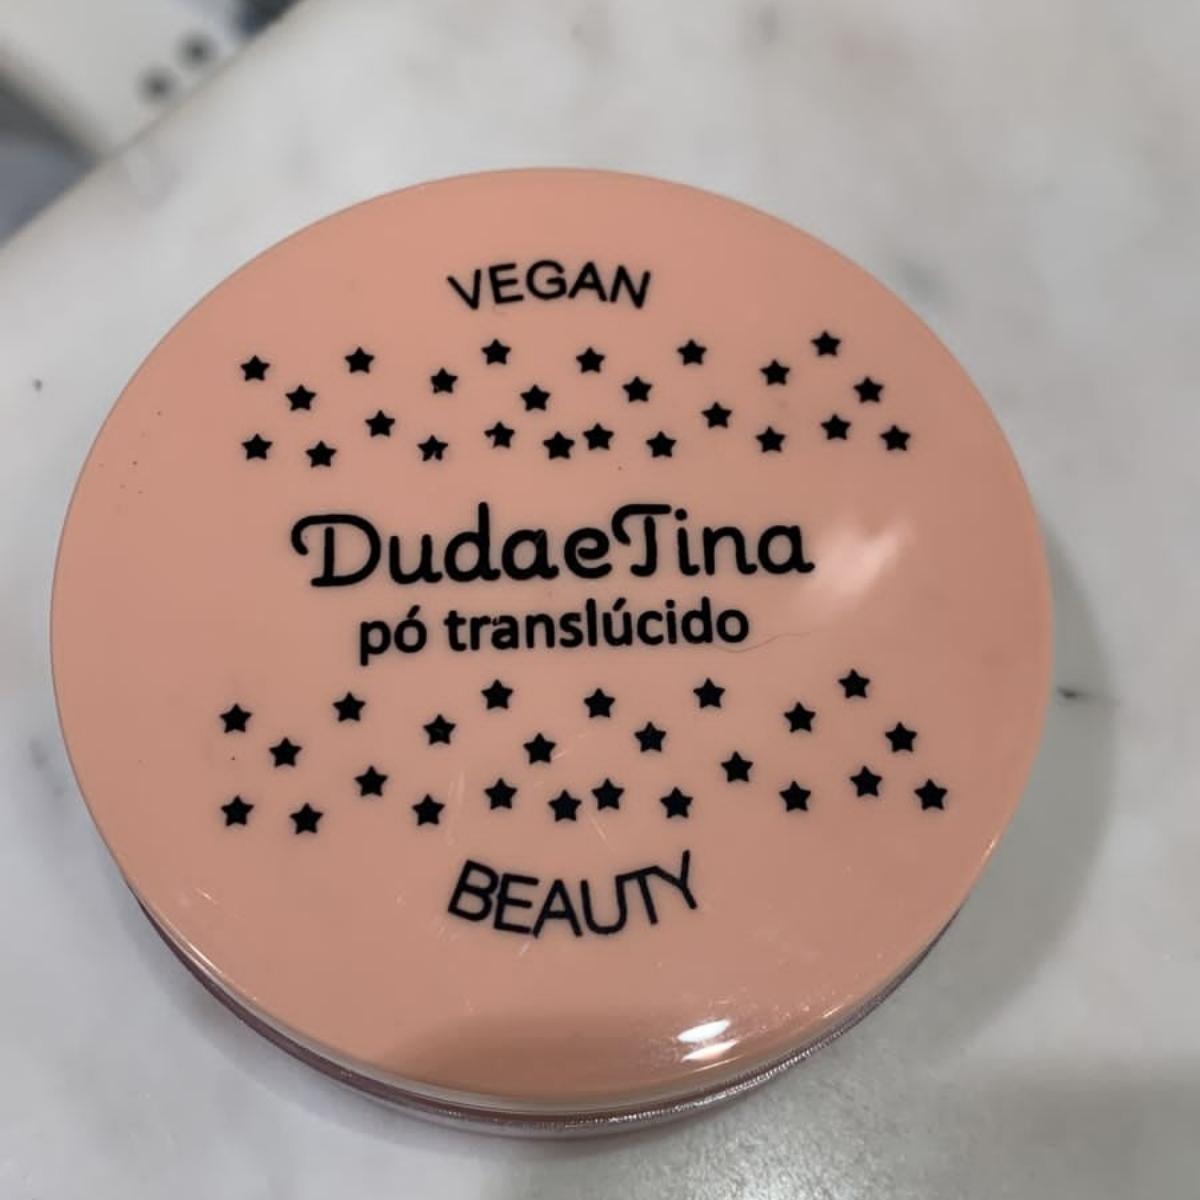 VEGAN
DudaeTina
pó translúcido
BEAUTY